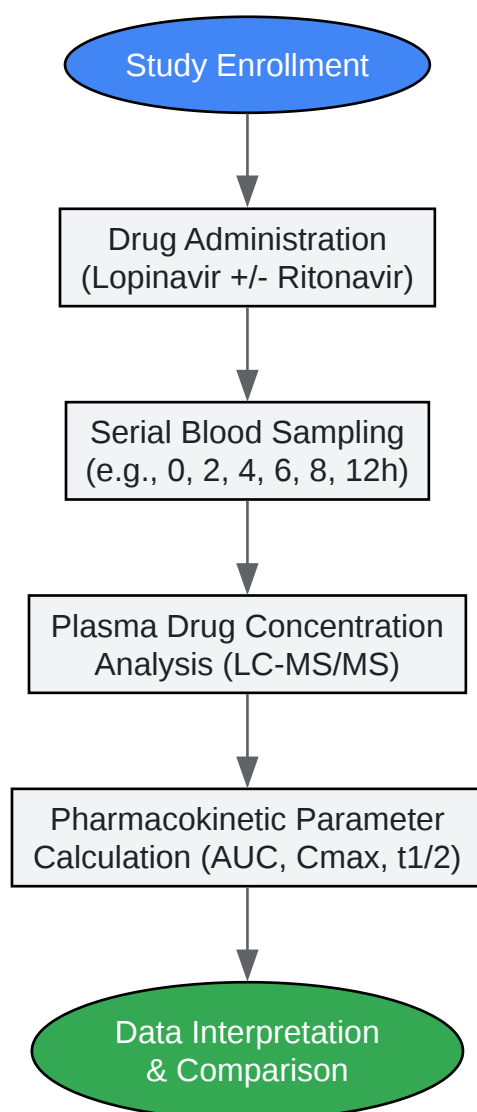 Study Enrollment
Drug Administration
(Lopinavir +/- Ritonavir)
Serial Blood Sampling
(e.g., 0, 2, 4, 6, 8, 12h)
Plasma Drug Concentration
Analysis (LC-MS/MS)
Pharmacokinetic Parameter
Calculation (AUC, Cmax, t1/2)
Data Interpretation
& Comparison